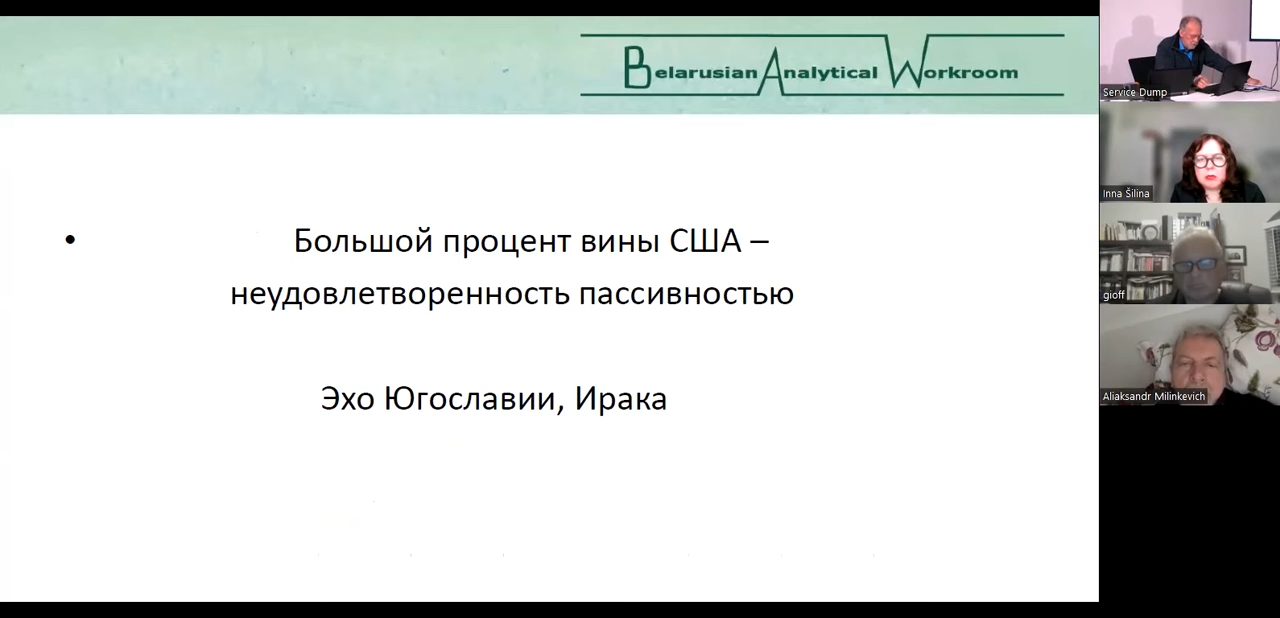 Belarusian Analytical Workroom
• Большой процент вины США –
неудовлетворенность пассивностью
Эхо Югославии, Ирака
Service Dump
Inna Šilina
gioff
Aliaksandr Milinkevich